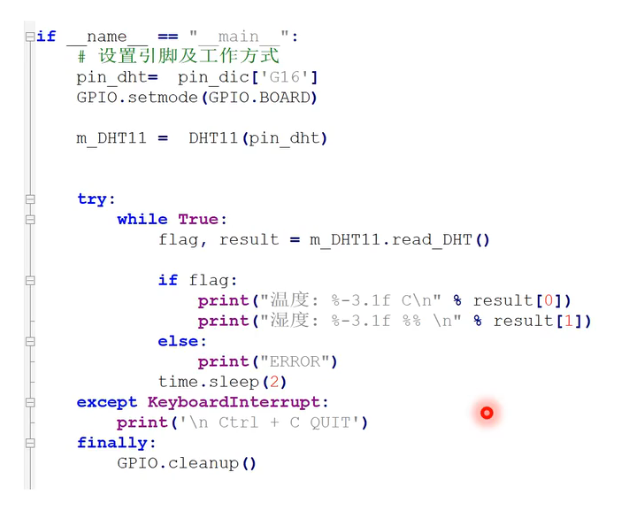 if __name__ == "__main__":
# 设置引脚及工作方式
pin_dht= pin_dic['G16']
GPIO.setmode(GPIO.BOARD)
m_DHT11 = DHT11(pin_dht)
try:
while True:
flag, result = m_DHT11.read_DHT()
if flag:
print("温度: %-3.1f C\n" % result[0])
print("湿度: %-3.1f %% \n" % result[1])
else:
print("ERROR")
time.sleep(2)
except KeyboardInterrupt:
print('\n Ctrl + C QUIT')
finally:
GPIO.cleanup()